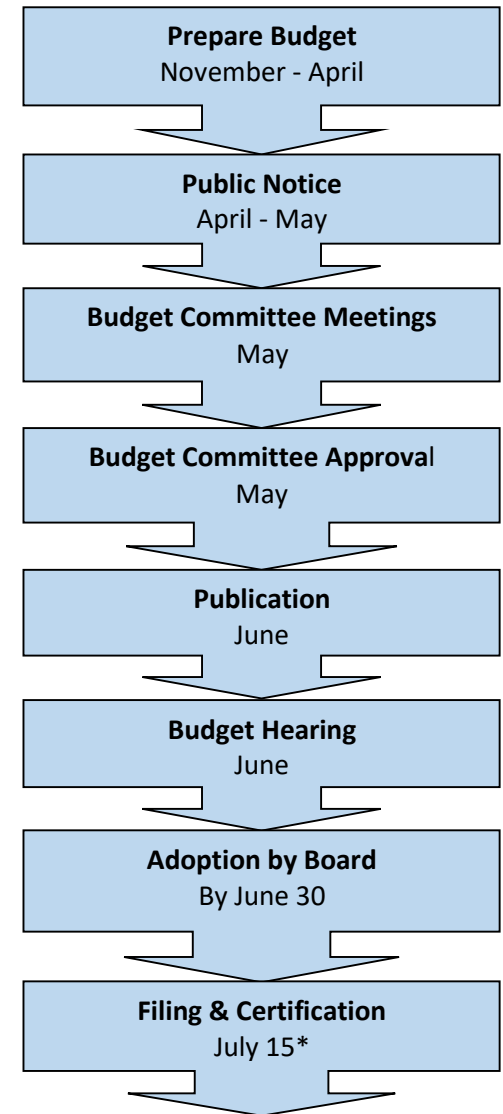 Prepare Budget
November - April
Public Notice
April - May
Budget Committee Meetings
May
Budget Committee Approval
May
Publication
June
Budget Hearing
June
Adoption by Board
By June 30
Filing & Certification
July 15*